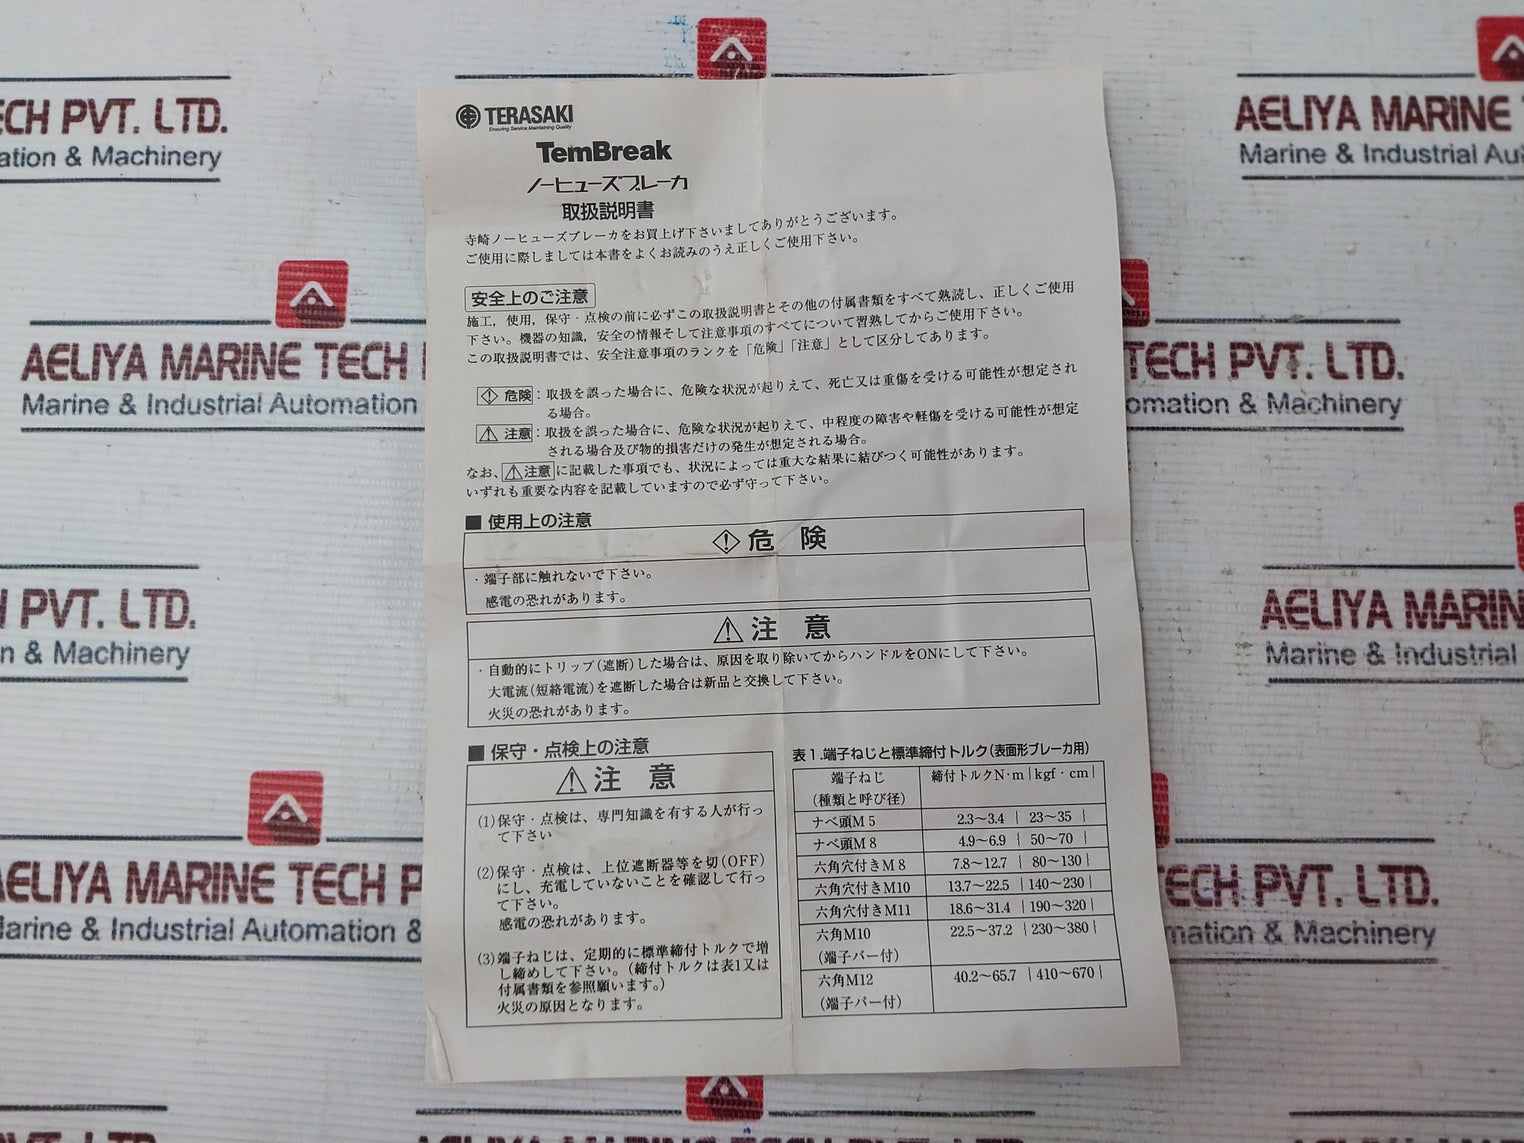 TERASAKI
Ensuring Service,Maintaining Quality
TemBreak
ノーヒューズブレーカ
取扱説明書
寺崎ノーヒューズブレーカをお買上げ下さいましてありがとうございます。
ご使用に際しましては本書をよくお読みのうえ正しくご使用下さい。
安全上のご注意
施工，使用，保守・点検の前に必ずこの取扱説明書とその他の付属書類をすべて熟読し、正しくご使用
下さい。機器の知識，安全の情報そして注意事項のすべてについて習熟してからご使用下さい。
この取扱説明書では、安全注意事項のランクを「危険」「注意」として区分してあります。
危険：取扱を誤った場合に、危険な状況が起りえて、死亡又は重傷を受ける可能性が想定され
る場合。
注意：取扱を誤った場合に、危険な状況が起りえて、中程度の障害や軽傷を受ける可能性が想定
される場合及び物的損害だけの発生が想定される場合。
なお、注意に記載した事項でも、状況によっては重大な結果に結びつく可能性があります。
いずれも重要な内容を記載していますので必ず守って下さい。
■ 使用上の注意
危 険
・端子部に触れないで下さい。
感電の恐れがあります。
注 意
・自動的にトリップ(遮断)した場合は、原因を取り除いてからハンドルをONにして下さい。
大電流(短絡電流)を遮断した場合は新品と交換して下さい。
火災の恐れがあります。
■ 保守・点検上の注意
注 意
(1)保守・点検は、専門知識を有する人が行っ
て下さい
(2)保守・点検は、上位遮断器等を切(OFF)
にし、充電していないことを確認して行っ
て下さい。
感電の恐れがあります。
(3)端子ねじは、定期的に標準締付トルクで増
し締めして下さい。(締付トルクは表1又は
付属書類を参照願います。)
火災の原因となります。
表1.端子ねじと標準締付トルク(表面形ブレーカ用)
端子ねじ
(種類と呼び径)
締付トルクN･m{kgf･cm}
ナベ頭M5 2.3～3.4 { 23～35 }
ナベ頭M8 4.9～6.9 { 50～70 }
六角穴付きM8 7.8～12.7 { 80～130}
六角穴付きM10 13.7～22.5 {140～230}
六角穴付きM11 18.6～31.4 {190～320}
六角M10 22.5～37.2 {230～380}
(端子バー付)
六角M12 40.2～65.7 {410～670}
(端子バー付)
ECH PVT. LTD.
ation & Machinery
AELIYA MARINE
Marine & Industrial Au
AELIYA MARINE TECH
Marine & Industrial Automation
TECH PVT. LTD.
omation & Machinery
H PVT. LTD.
n & Machinery
AELIYA MARIN
Marine & Industrial
AELIYA MARINE TECH P
Marine & Industrial Automation &
ECH PVT. LTD.
mation & Machinery